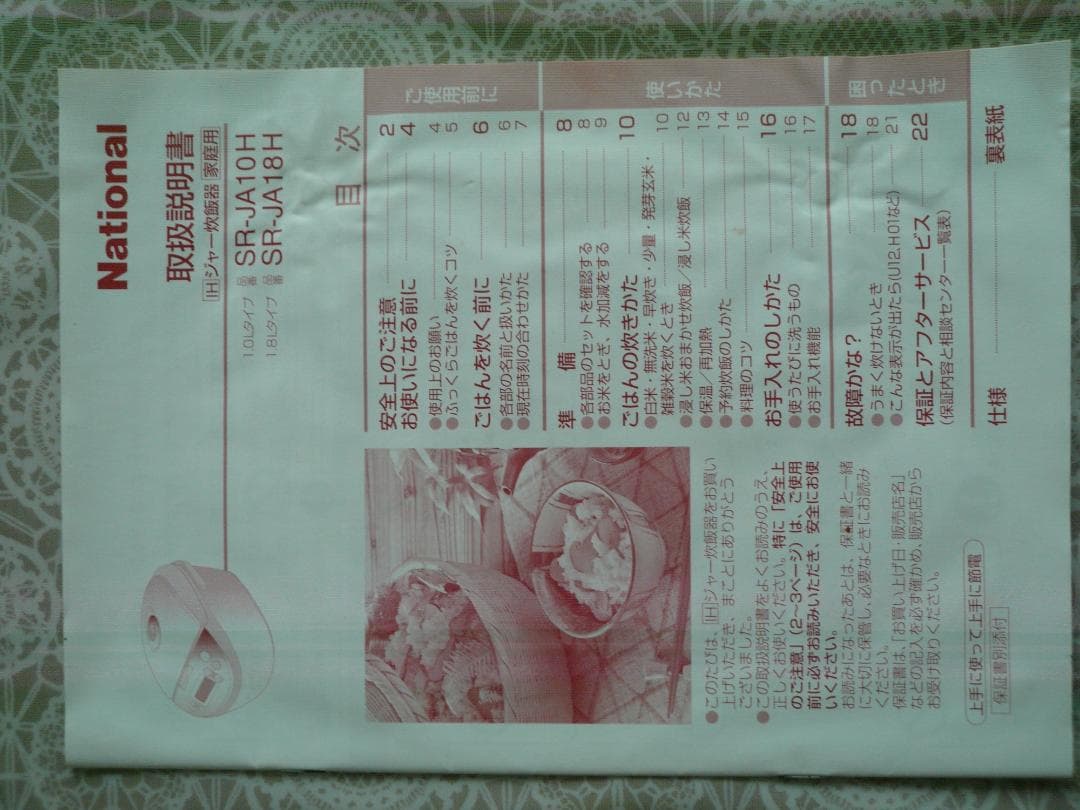 National
取扱説明書
IHジャー炊飯器 家庭用
1.0Lタイプ 品番 SR-JA10H
1.8Lタイプ 品番 SR-JA18H
目次
ご使用前に
安全上のご注意 2
お使いになる前に 4
●使用上のお願い 4
●ふっくらごはんを炊くコツ 5
ごはんを炊く前に 6
●各部の名前と扱いかた 6
●現在時刻の合わせかた 7
使いかた
準備 8
●各部品のセットを確認する 8
●お米をとぎ、水加減をする 9
ごはんの炊きかた 10
●白米・無洗米・早炊き・少量・発芽玄米・
雑穀米を炊くとき 10
●浸し米おまかせ炊飯/浸し米炊飯 12
●保温/再加熱 13
●予約炊飯のしかた 14
●料理のコツ 15
お手入れのしかた 16
●使うたびに洗うもの 16
●お手入れ機能 17
困ったとき
故障かな? 18
●うまく炊けないとき 18
●こんな表示が出たら(U12、H01など) 21
保証とアフターサービス 22
(保証内容と相談センター一覧表)
仕様 裏表紙
●このたびは、IHジャー炊飯器をお買い
上げいただき、まことにありがとう
ございました。
●この取扱説明書をよくお読みのうえ、
正しくお使いください。特に「安全上
のご注意」(2〜3ページ)は、ご使用
前に必ずお読みいただき、安全にお使
いください。
お読みになったあとは、保証書と一緒
に大切に保管し、必要なときにお読み
ください。
保証書は、「お買い上げ日・販売店名」
などの記入を必ず確かめ、販売店から
お受け取りください。
上手に使って上手に節電
保証書別添付